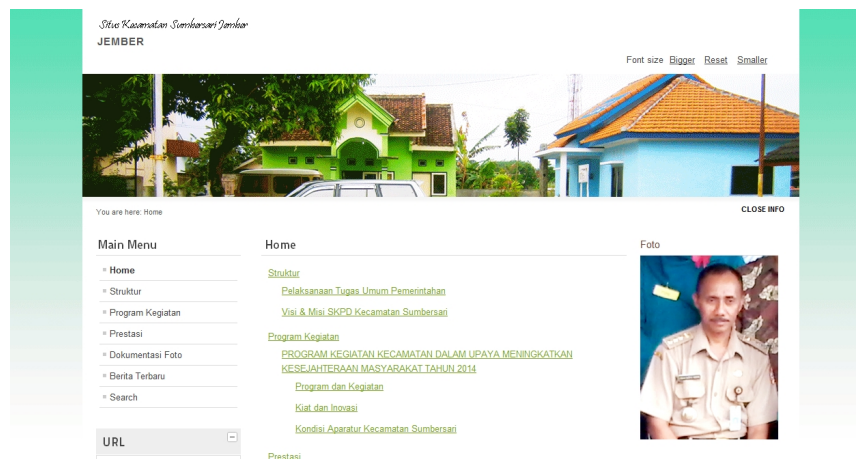 Situs Kecamatan Sumbersari Jember
JEMBER
Font size Bigger Reset Smaller
You are here: Home
CLOSE INFO
Main Menu
Home
Struktur
Program Kegiatan
Prestasi
Dokumentasi Foto
Berita Terbaru
Search
URL
Home
Struktur
Pelaksanaan Tugas Umum Pemerintahan
Visi & Misi SKPD Kecamatan Sumbersari
Program Kegiatan
PROGRAM KEGIATAN KECAMATAN DALAM UPAYA MENINGKATKAN
KESEJAHTERAAN MASYARAKAT TAHUN 2014
Program dan Kegiatan
Kiat dan Inovasi
Kondisi Aparatur Kecamatan Sumbersari
Prestasi
Foto